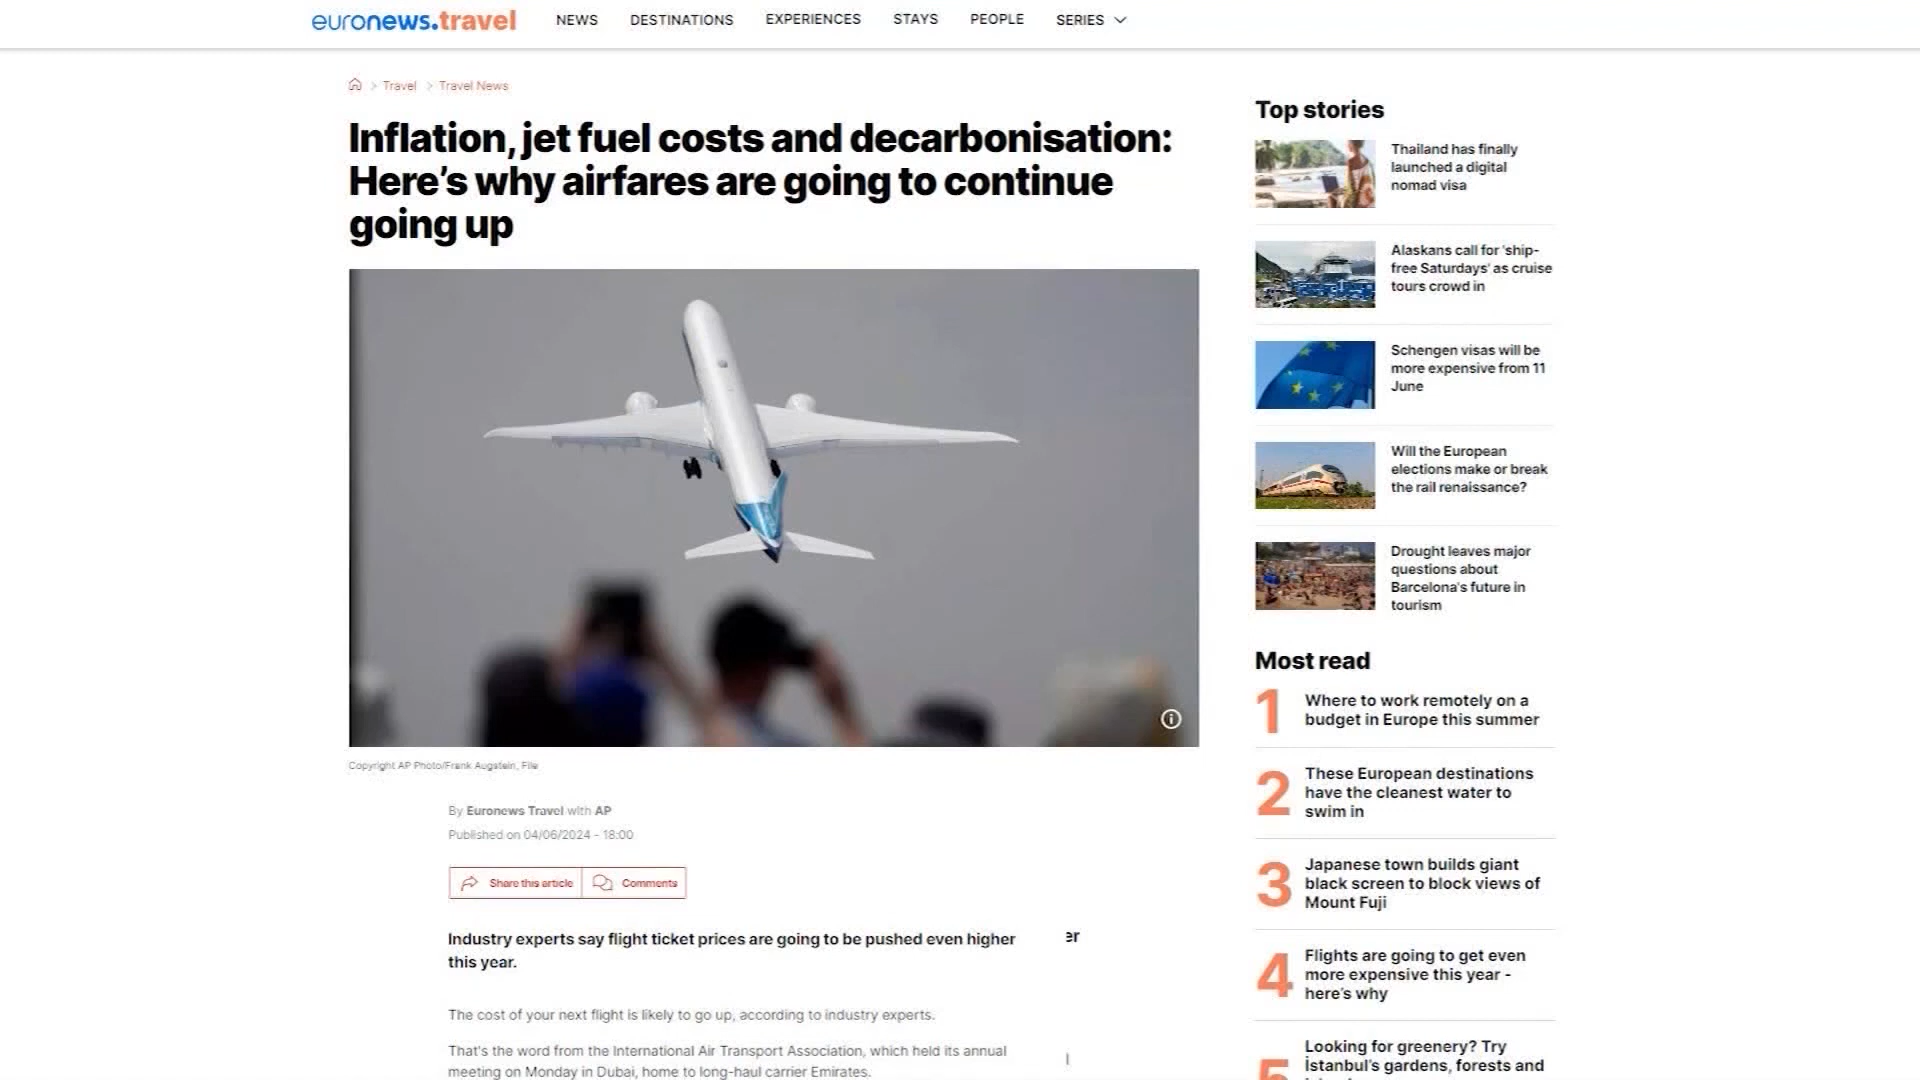 euronews.travel
NEWS
DESTINATIONS
EXPERIENCES
STAYS
PEOPLE
SERIES
Travel
Travel News
Inflation, jet fuel costs and decarbonisation:
Here's why airfares are going to continue
going up
Copyright AP Photo/Frank Augstein, File
By Euronews Travel with AP
Published on 04/06/2024 - 18:00
Share this article
Comments
Industry experts say flight ticket prices are going to be pushed even higher
this year.
er
The cost of your next flight is likely to go up, according to industry experts.
That's the word from the International Air Transport Association, which held its annual
meeting on Monday in Dubai, home to long-haul carrier Emirates.
Top stories
Thailand has finally
launched a digital
nomad visa
Alaskans call for 'ship-
free Saturdays' as cruise
tours crowd in
Schengen visas will be
more expensive from 11
June
Will the European
elections make or break
the rail renaissance?
Drought leaves major
questions about
Barcelona's future in
tourism
Most read
1
Where to work remotely on a
budget in Europe this summer
2
These European destinations
have the cleanest water to
swim in
3
Japanese town builds giant
black screen to block views of
Mount Fuji
4
Flights are going to get even
more expensive this year -
here's why
5
Looking for greenery? Try
İstanbul's gardens, forests and